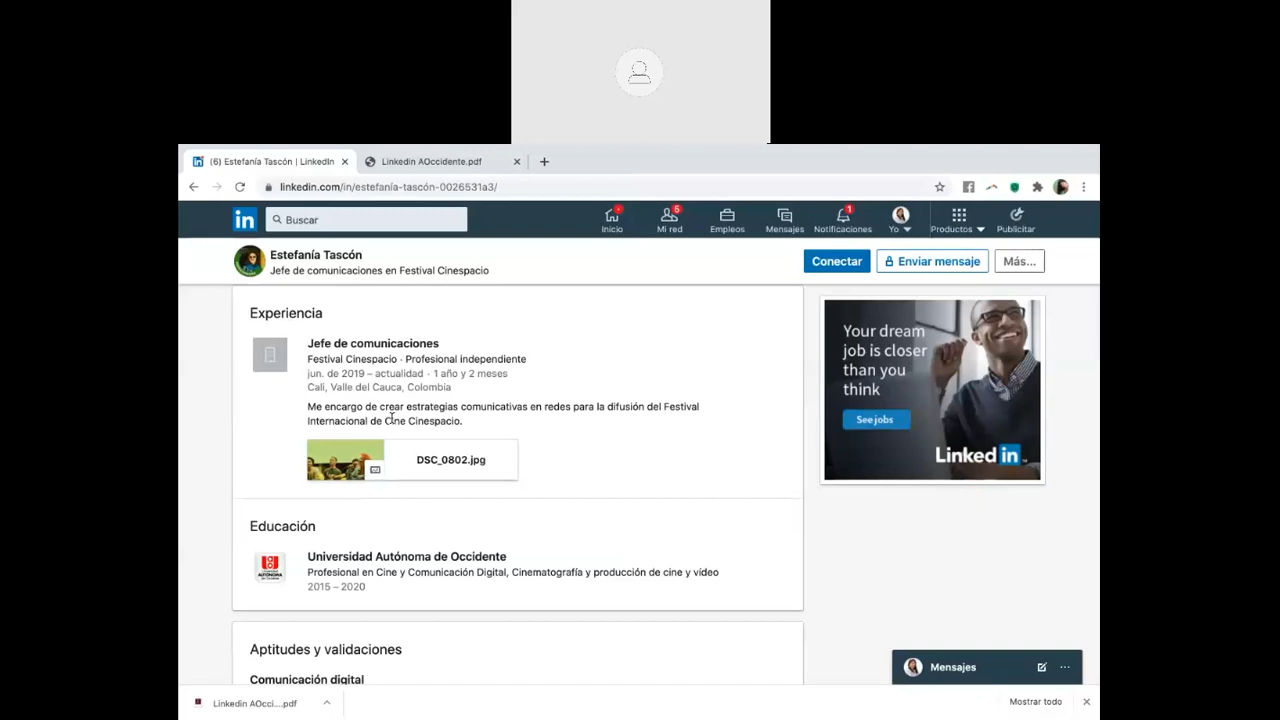 (6) Estefanía Tascón | LinkedIn
Linkedin AOccidente.pdf
linkedin.com/in/estefanía-tascón-0026531a3/
in
Buscar
Inicio
5
Mi red
Empleos
Mensajes
1
Notificaciones
Yo
Productos
Publicitar
Estefanía Tascón
Jefe de comunicaciones en Festival Cinespacio
Conectar
Enviar mensaje
Más...
Experiencia
Jefe de comunicaciones
Festival Cinespacio · Profesional independiente
jun. de 2019 – actualidad · 1 año y 2 meses
Cali, Valle del Cauca, Colombia
Me encargo de crear estrategias comunicativas en redes para la difusión del Festival
Internacional de Cine Cinespacio.
DSC_0802.jpg
Educación
Universidad Autónoma de Occidente
Profesional en Cine y Comunicación Digital, Cinematografía y producción de cine y vídeo
2015 – 2020
Aptitudes y validaciones
Comunicación digital
Your dream
job is closer
than you
think
See jobs
Linked in
Mensajes
Linkedin AOcci....pdf
Mostrar todo